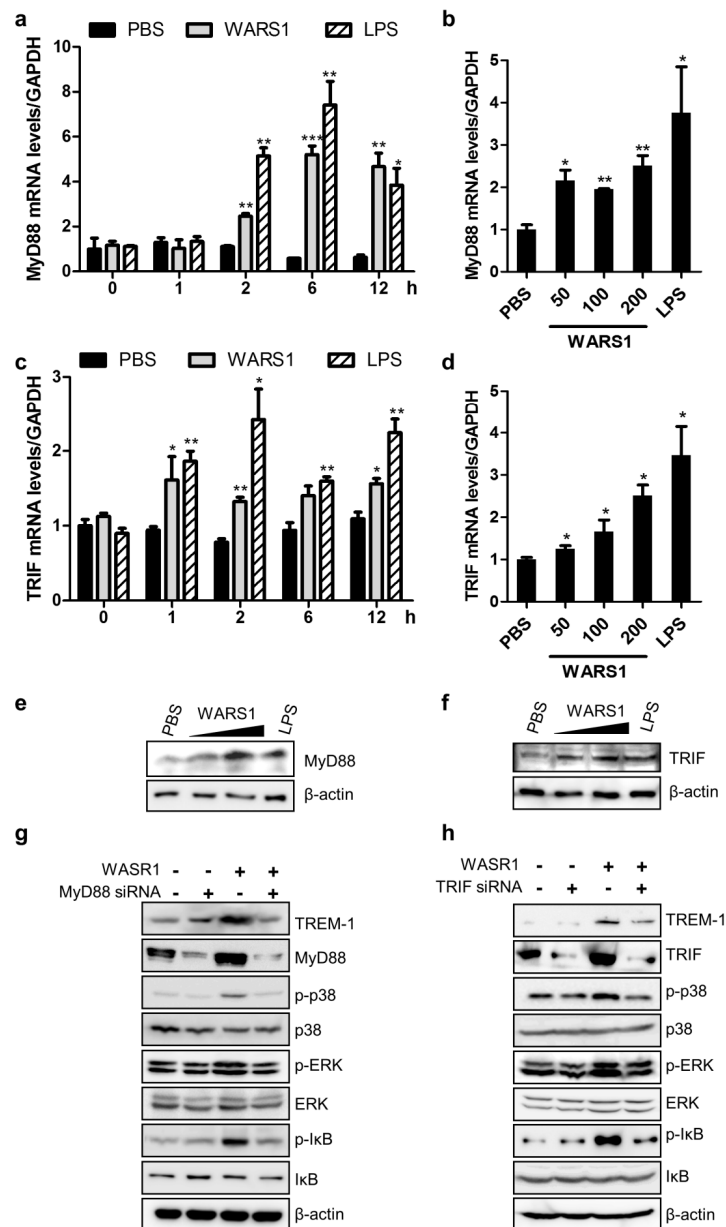 a
PBS WARS1 LPS
MyD88 mRNA levels/GAPDH
10
8
6
4
2
0
** *** ** ** ** *
0 1 2 6 12 h
b
MyD88 mRNA levels/GAPDH
5
4
3
2
1
0
* ** ** *
PBS 50 100 200 LPS
WARS1
c
PBS WARS1 LPS
TRIF mRNA levels/GAPDH
3
2
1
0
* ** ** * ** * **
0 1 2 6 12 h
d
TRIF mRNA levels/GAPDH
5
4
3
2
1
0
* * * *
PBS 50 100 200 LPS
WARS1
e
PBS WARS1 LPS
MyD88
β-actin
f
PBS WARS1 LPS
TRIF
β-actin
g
WASR1 - - + +
MyD88 siRNA - + - +
TREM-1
MyD88
p-p38
p38
p-ERK
ERK
p-IκB
IκB
β-actin
h
WASR1 - - + +
TRIF siRNA - + - +
TREM-1
TRIF
p-p38
p38
p-ERK
ERK
p-IκB
IκB
β-actin